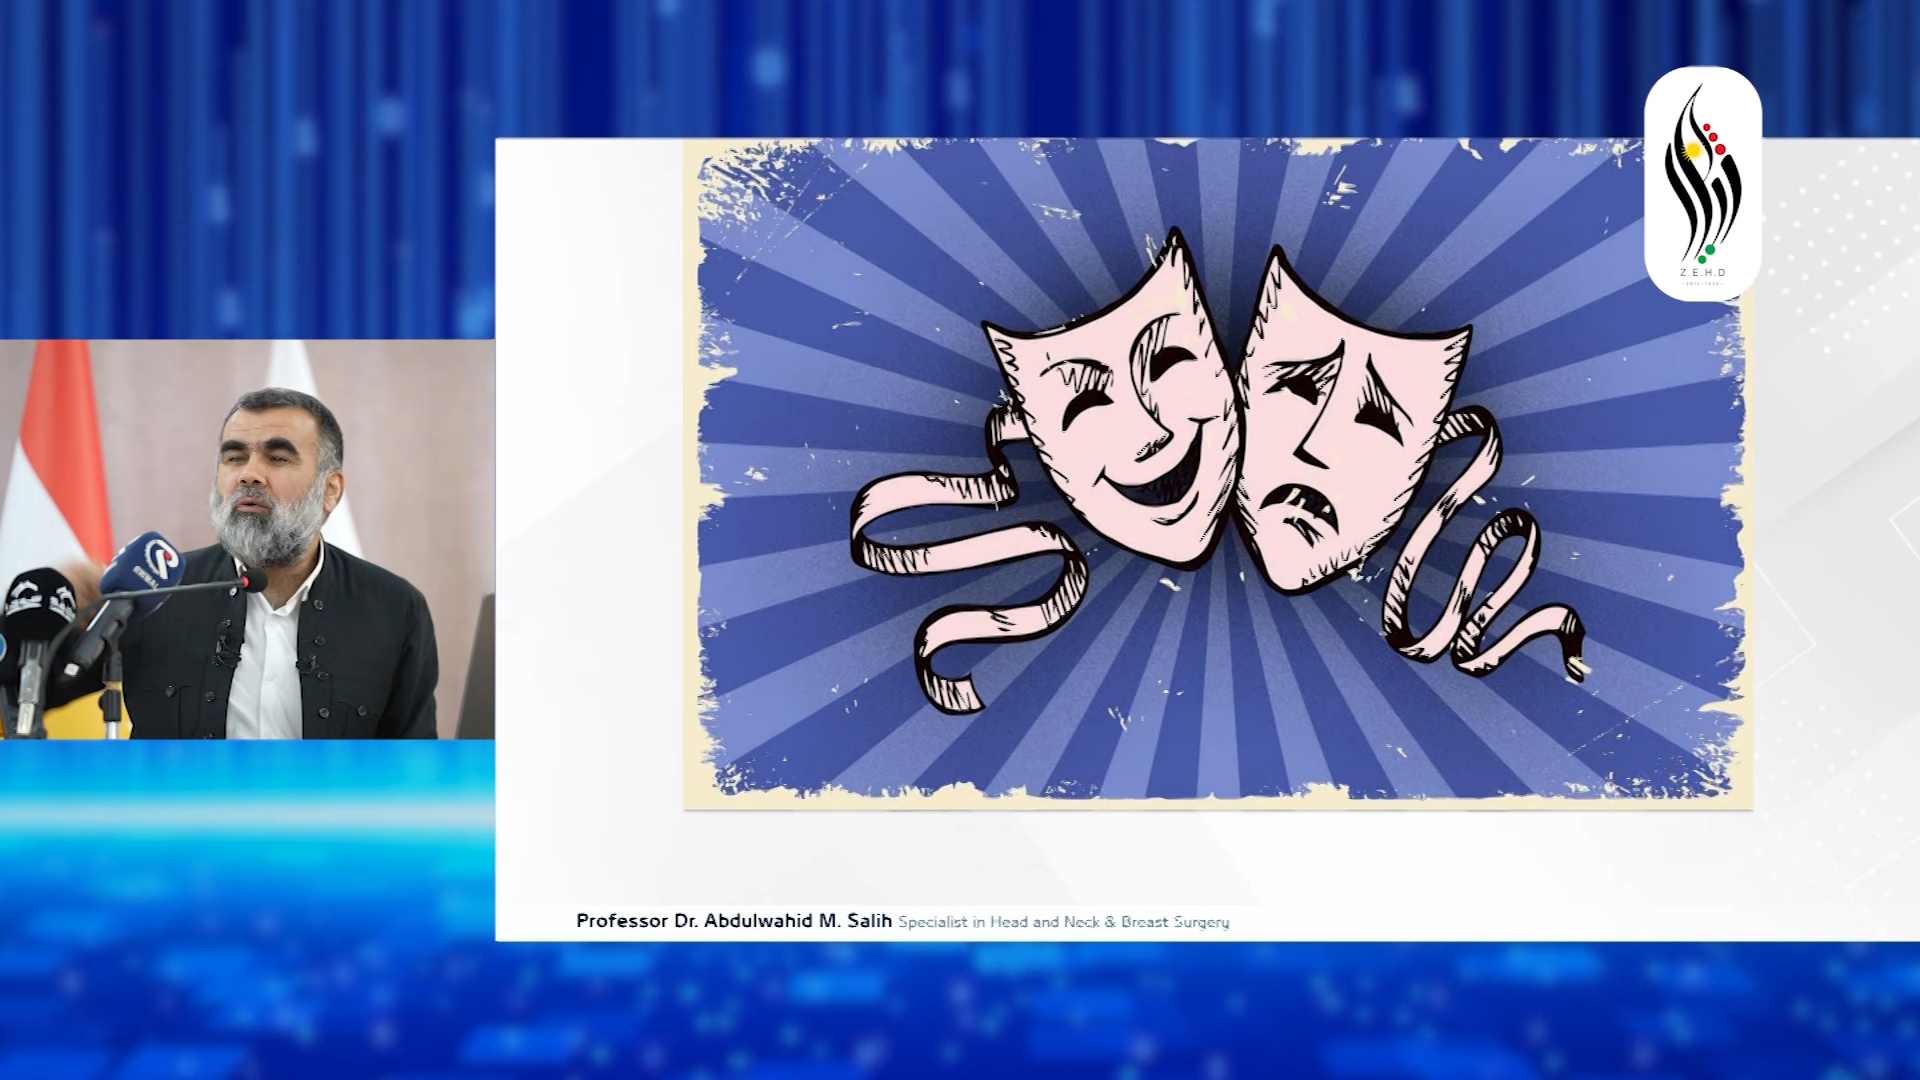 Z.E.H.D
Professor Dr. Abdulwahid M. Salih Specialist in Head and Neck & Breast Surgery